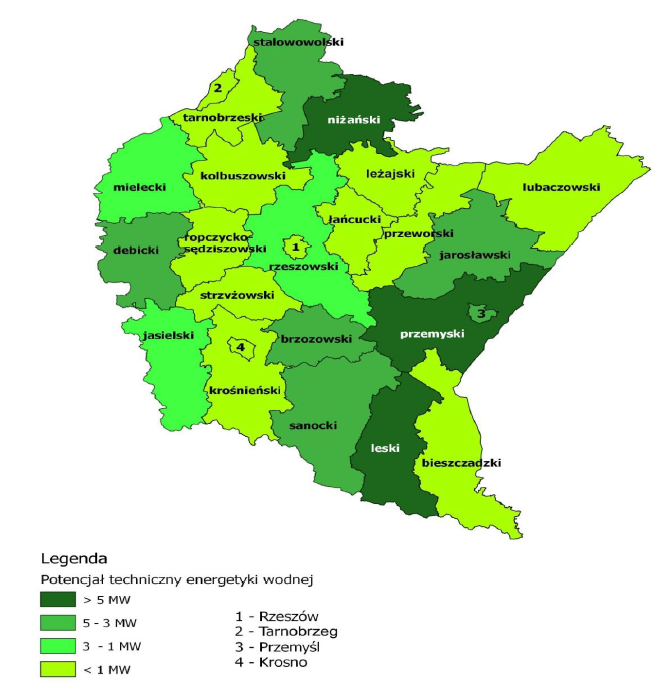 stalowowolski
2
tarnobrzeski
niżański
kolbuszowski
leżajski
mielecki
lubaczowski
łańcucki
przeworski
ropczycko-
sędziszowski
debicki
1
jarosławski
rzeszowski
strzyżowski
3
jasielski
przemyski
brzozowski
4
krośnieński
sanocki
leski
bieszczadzki
Legenda
Potencjał techniczny energetyki wodnej
> 5 MW
5 - 3 MW
3 - 1 MW
< 1 MW
1 - Rzeszów
2 - Tarnobrzeg
3 - Przemyśl
4 - Krosno